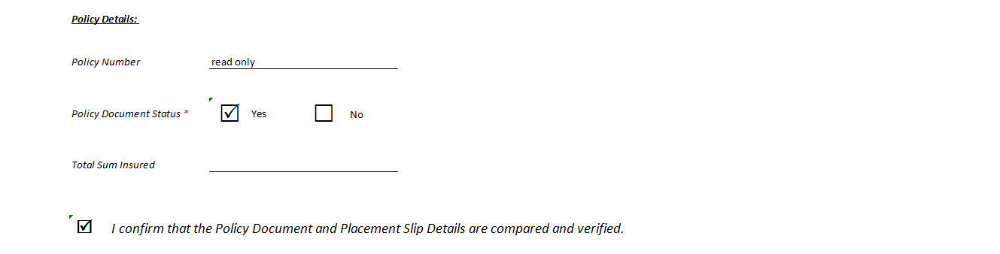 Policy Details:
Policy Number read only
Policy Document Status * Yes No
Total Sum Insured
I confirm that the Policy Document and Placement Slip Details are compared and verified.